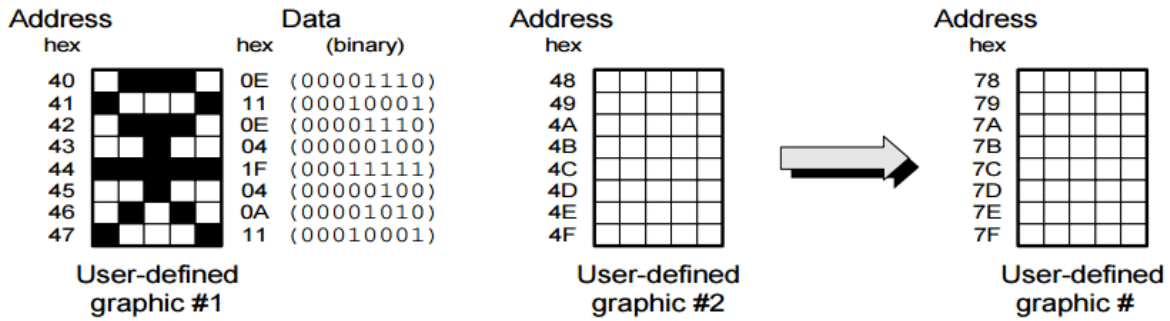 Address Data Address Address
hex hex (binary) hex hex
40 0E (00001110) 48 78
41 11 (00010001) 49 79
42 0E (00001110) 4A 7A
43 04 (00000100) 4B 7B
44 1F (00011111) 4C 7C
45 04 (00000100) 4D 7D
46 0A (00001010) 4E 7E
47 11 (00010001) 4F 7F
User-defined User-defined User-defined
graphic #1 graphic #2 graphic #